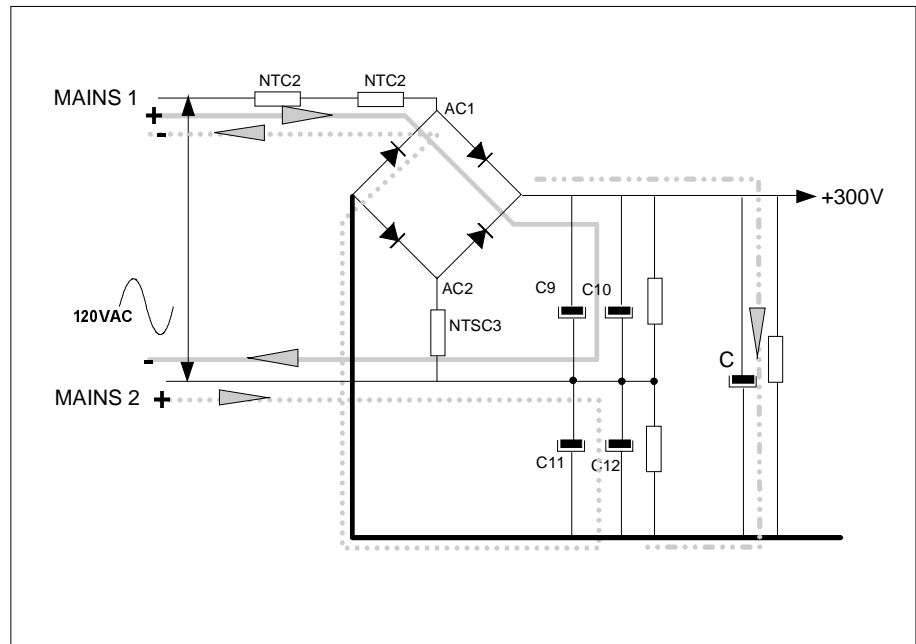 NTC2 NTC2
MAINS 1
AC1
+
-
+300V
C9 C10
AC2
120VAC
NTSC3
C
-
MAINS 2 +
C11 C12